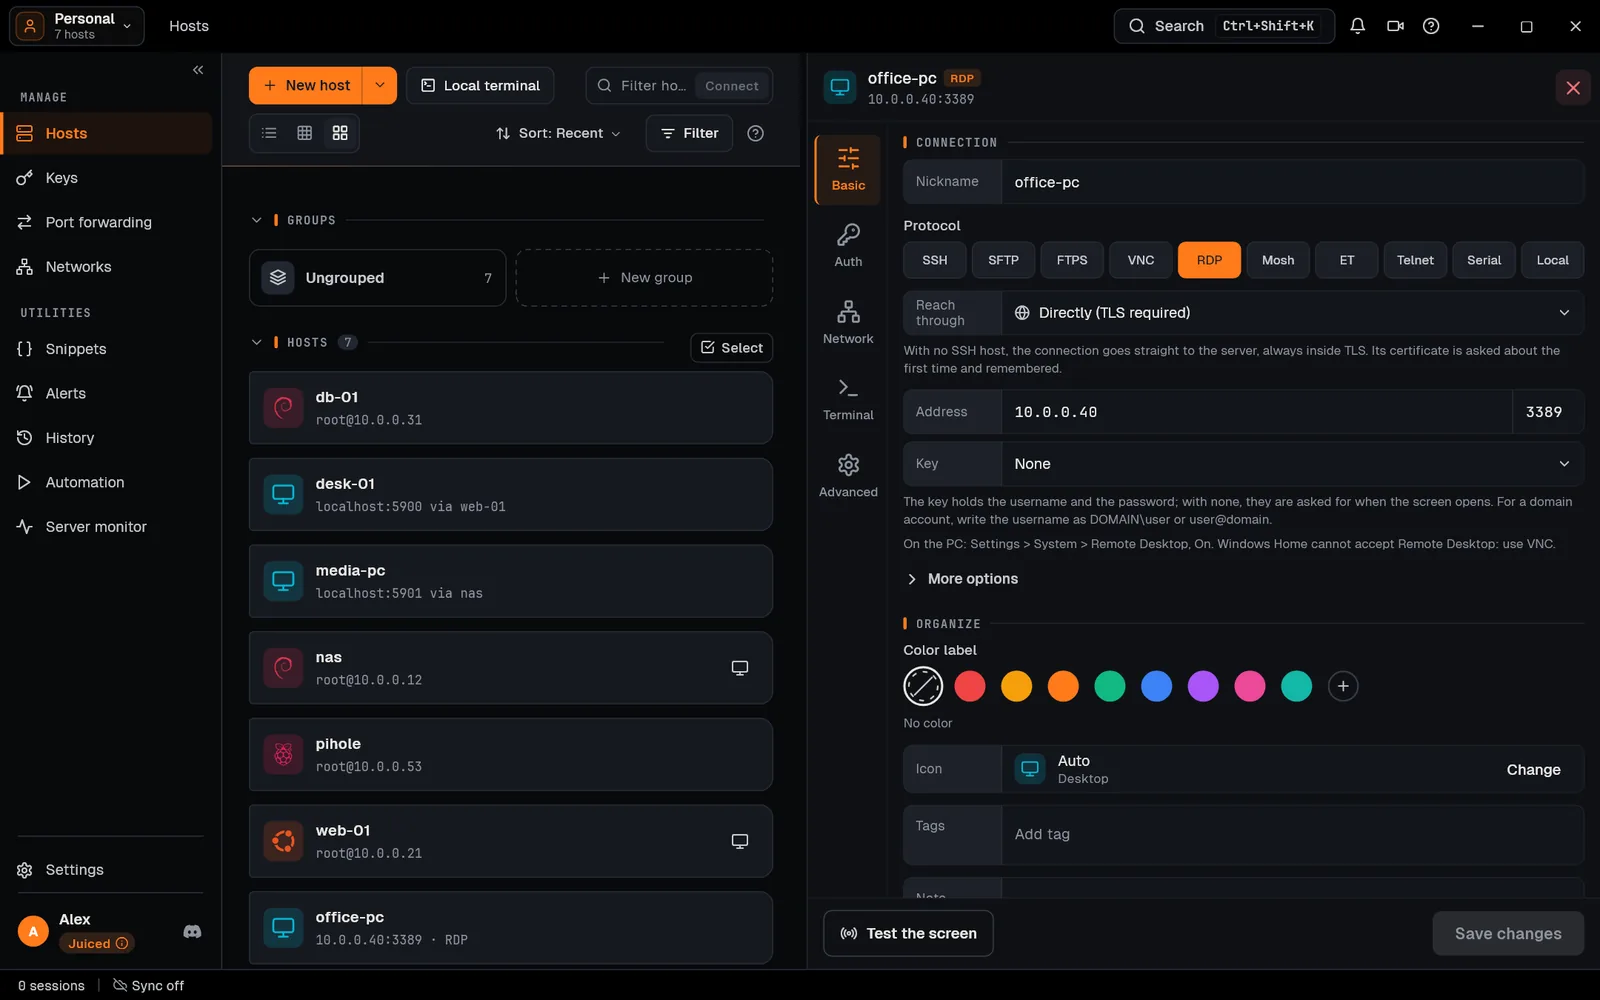 Personal
7 hosts
Hosts
Search
Ctrl+Shift+K
MANAGE
Hosts
Keys
Port forwarding
Networks
UTILITIES
Snippets
Alerts
History
Automation
Server monitor
Settings
A
Alex
Juiced
0 sessions
Sync off
New host
Local terminal
Filter ho...
Connect
Sort: Recent
Filter
GROUPS
Ungrouped
7
New group
HOSTS
7
Select
db-01
root@10.0.0.31
desk-01
localhost:5900 via web-01
media-pc
localhost:5901 via nas
nas
root@10.0.0.12
pihole
root@10.0.0.53
web-01
root@10.0.0.21
office-pc
10.0.0.40:3389 · RDP
office-pc
RDP
10.0.0.40:3389
Basic
Auth
Network
Terminal
Advanced
CONNECTION
Nickname
office-pc
Protocol
SSH
SFTP
FTPS
VNC
RDP
Mosh
ET
Telnet
Serial
Local
Reach
through
Directly (TLS required)
With no SSH host, the connection goes straight to the server, always inside TLS. Its certificate is asked about the
first time and remembered.
Address
10.0.0.40
3389
Key
None
The key holds the username and the password; with none, they are asked for when the screen opens. For a domain
account, write the username as DOMAIN\user or user@domain.
On the PC: Settings > System > Remote Desktop, On. Windows Home cannot accept Remote Desktop: use VNC.
More options
ORGANIZE
Color label
No color
Icon
Auto
Desktop
Change
Tags
Add tag
Note
Test the screen
Save changes